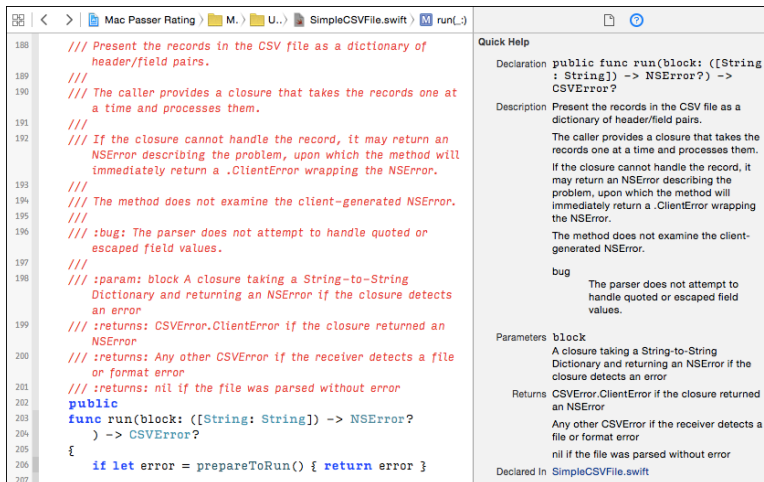 Mac Passer Rating 〉 M. 〉 U... 〉 SimpleCSVFile.swift 〉 M run(_:)
188 /// Present the records in the CSV file as a dictionary of
header/field pairs.
189 ///
190 /// The caller provides a closure that takes the records one at
a time and processes them.
191 ///
192 /// If the closure cannot handle the record, it may return an
NSError describing the problem, upon which the method will
immediately return a .ClientError wrapping the NSError.
193 ///
194 /// The method does not examine the client-generated NSError.
195 ///
196 /// :bug: The parser does not attempt to handle quoted or
escaped field values.
197 ///
198 /// :param: block A closure taking a String-to-String
Dictionary and returning an NSError if the closure detects
an error
199 /// :returns: CSVError.ClientError if the closure returned an
NSError
200 /// :returns: Any other CSVError if the receiver detects a file
or format error
201 /// :returns: nil if the file was parsed without error
202 public
203 func run(block: ([String: String]) -> NSError?
204 ) -> CSVError?
205 {
206 if let error = prepareToRun() { return error }
207
Quick Help
Declaration public func run(block: ([String
: String]) -> NSError?) ->
CSVError?
Description Present the records in the CSV file as a
dictionary of header/field pairs.
The caller provides a closure that takes the
records one at a time and processes them.
If the closure cannot handle the record, it
may return an NSError describing the
problem, upon which the method will
immediately return a .ClientError wrapping
the NSError.
The method does not examine the client-
generated NSError.
bug
The parser does not attempt to
handle quoted or escaped field
values.
Parameters block
A closure taking a String-to-String
Dictionary and returning an NSError if the
closure detects an error
Returns CSVError.ClientError if the closure returned
an NSError
Any other CSVError if the receiver detects a
file or format error
nil if the file was parsed without error
Declared In SimpleCSVFile.swift